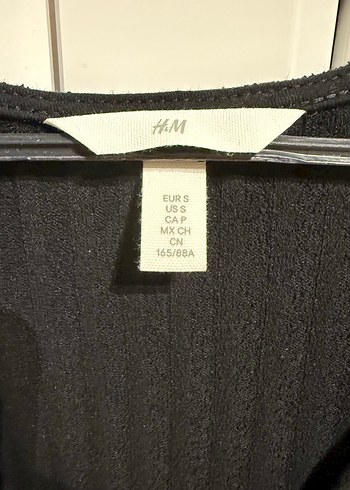 H&M
EUR S
US S
CA P
MX CH
CN
165/88A